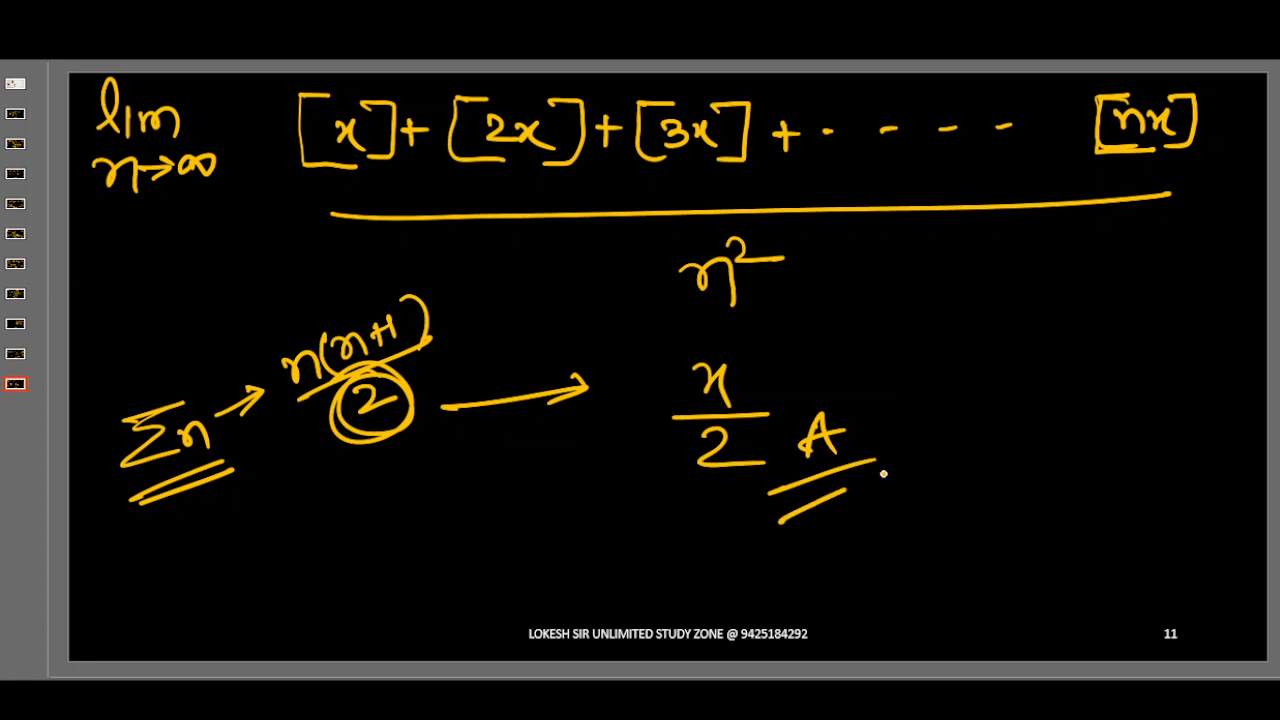 lim n→∞ [x] + [2x] + [3x] + - - - - [nx]
n²
Σn → n(n+1)/2 → x/2 A
LOKESH SIR UNLIMITED STUDY ZONE @ 9425184292 11